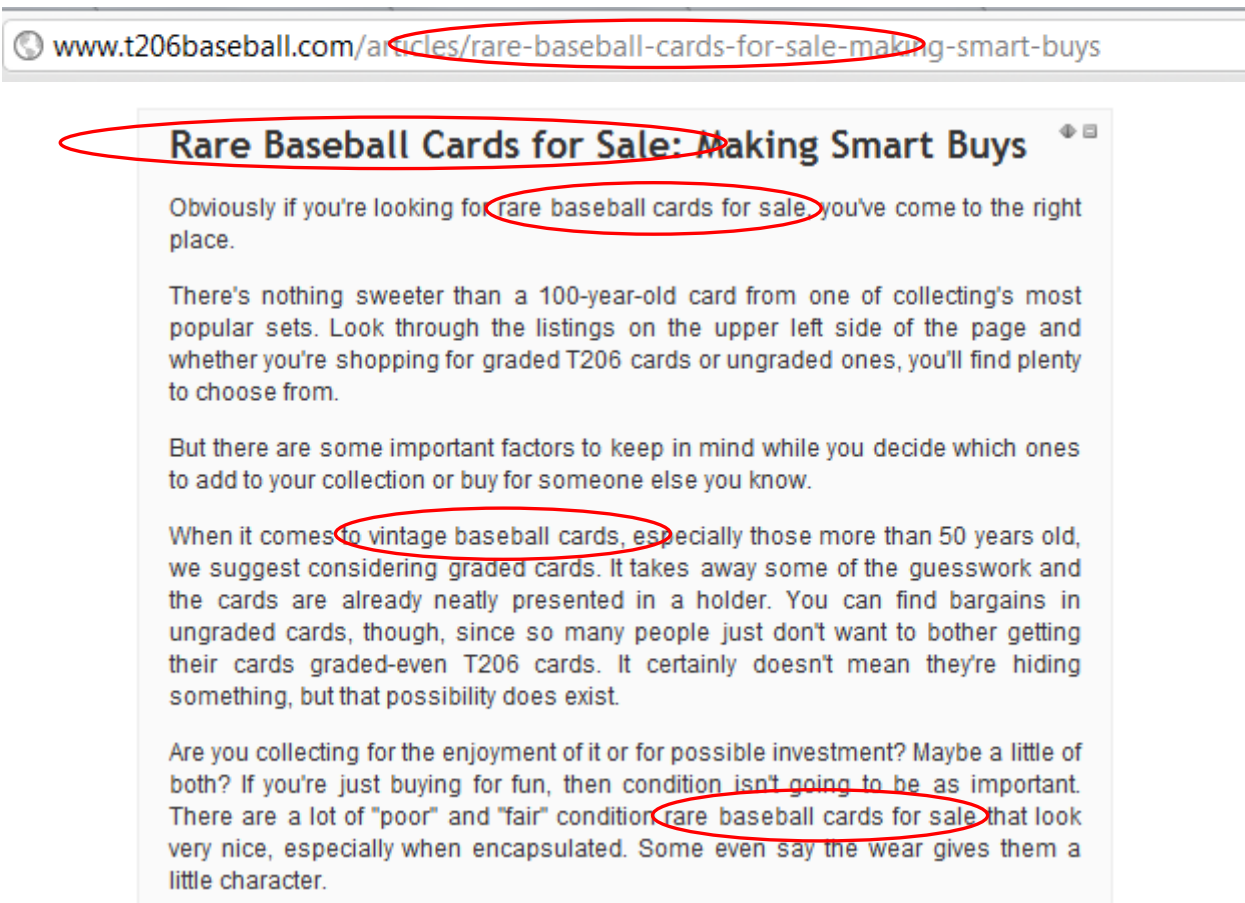 www.t206baseball.com/articles/rare-baseball-cards-for-sale-making-smart-buys
Rare Baseball Cards for Sale: Making Smart Buys
Obviously if you're looking for rare baseball cards for sale, you've come to the right
place.
There's nothing sweeter than a 100-year-old card from one of collecting's most
popular sets. Look through the listings on the upper left side of the page and
whether you're shopping for graded T206 cards or ungraded ones, you'll find plenty
to choose from.
But there are some important factors to keep in mind while you decide which ones
to add to your collection or buy for someone else you know.
When it comes to vintage baseball cards, especially those more than 50 years old,
we suggest considering graded cards. It takes away some of the guesswork and
the cards are already neatly presented in a holder. You can find bargains in
ungraded cards, though, since so many people just don't want to bother getting
their cards graded-even T206 cards. It certainly doesn't mean they're hiding
something, but that possibility does exist.
Are you collecting for the enjoyment of it or for possible investment? Maybe a little of
both? If you're just buying for fun, then condition isn't going to be as important.
There are a lot of "poor" and "fair" condition rare baseball cards for sale that look
very nice, especially when encapsulated. Some even say the wear gives them a
little character.